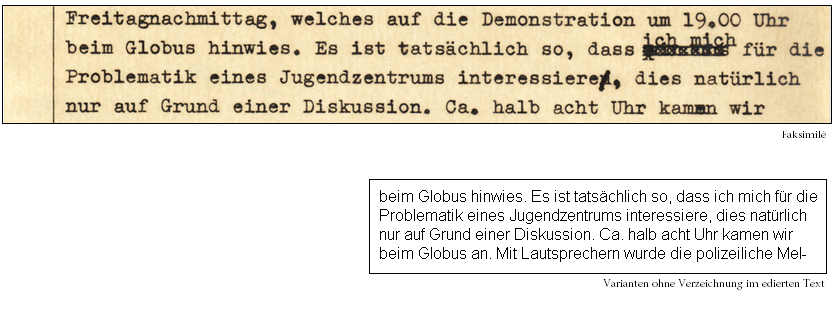 Freitagnachmittag, welches auf die Demonstration um 19.00 Uhr
beim Globus hinwies. Es ist tatsächlich so, dass ich mich für die
Problematik eines Jugendzentrums interessiere, dies natürlich
nur auf Grund einer Diskussion. Ca. halb acht Uhr kamen wir
Faksimile
beim Globus hinwies. Es ist tatsächlich so, dass ich mich für die
Problematik eines Jugendzentrums interessiere, dies natürlich
nur auf Grund einer Diskussion. Ca. halb acht Uhr kamen wir
beim Globus an. Mit Lautsprechern wurde die polizeiliche Mel-
Varianten ohne Verzeichnung im edierten Text